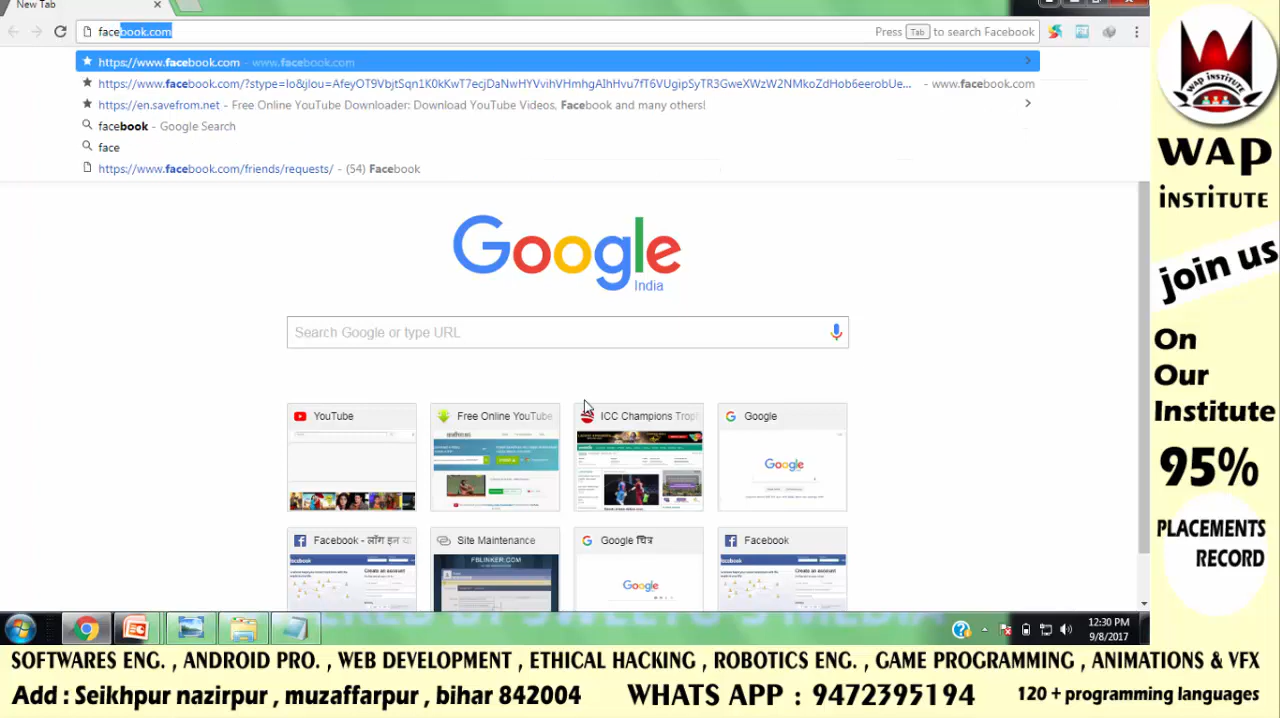 New Tab
facebook.com
Press Tab to search Facebook
https://www.facebook.com - www.facebook.com
https://www.facebook.com/?stype=lo&jlou=AfeyOT9VbjtSqn1K0kKwT7ecjDaNwHYVvihVHmhgAIhHvu7fT6VUgipSyTR3GweXWzW2NMkoZdHob6eerobUe... - www.facebook.com
https://en.savefrom.net - Free Online YouTube Downloader: Download YouTube Videos, Facebook and many others!
facebook - Google Search
face
https://www.facebook.com/friends/requests/ - (54) Facebook
Google
India
Search Google or type URL
YouTube
Free Online YouTube
ICC Champions Trop
Google
Google
Facebook - लॉग इन या
Site Maintenance
Google चित्र
Facebook
FBLINKER.COM
Google
12:30 PM
9/8/2017
WAP INSTITUTE
WAP
INSTITUTE
join us
On
Our
Institute
95%
PLACEMENTS
RECORD
SOFTWARES ENG. , ANDROID PRO. , WEB DEVELOPMENT , ETHICAL HACKING , ROBOTICS ENG. , GAME PROGRAMMING , ANIMATIONS & VFX
Add : Seikhpur nazirpur , muzaffarpur , bihar 842004
WHATS APP : 9472395194
120 + programming languages